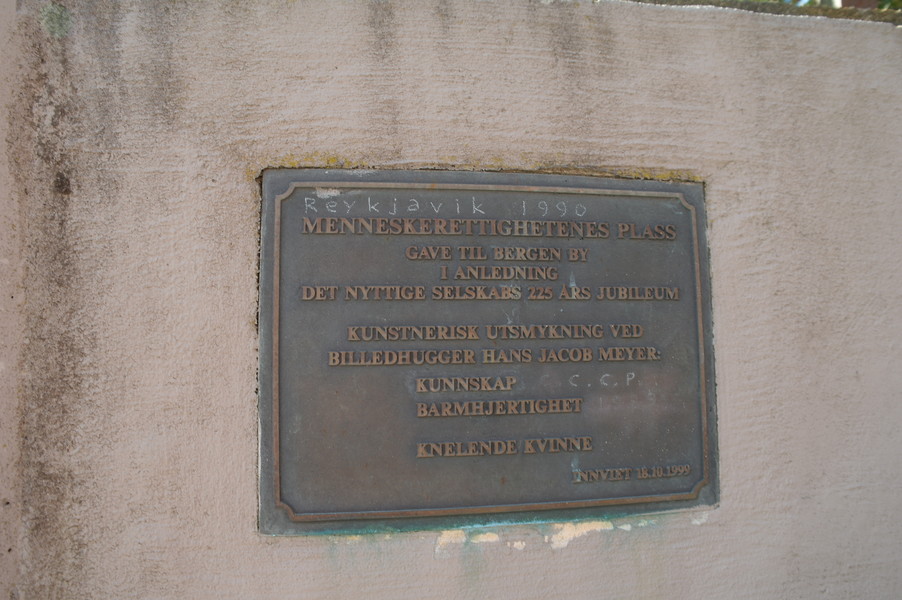 Reykjavik 1990
MENNESKERETTIGHETENES PLASS
GAVE TIL BERGEN BY
I ANLEDNING
DET NYTTIGE SELSKABS 225 ÅRS JUBILEUM
KUNSTNERISK UTSMYKNING VED
BILLEDHUGGER HANS JACOB MEYER:
KUNNSKAP C.C.P
BARMHJERTIGHET
KNELENDE KVINNE
INNVIET 18.10.1999